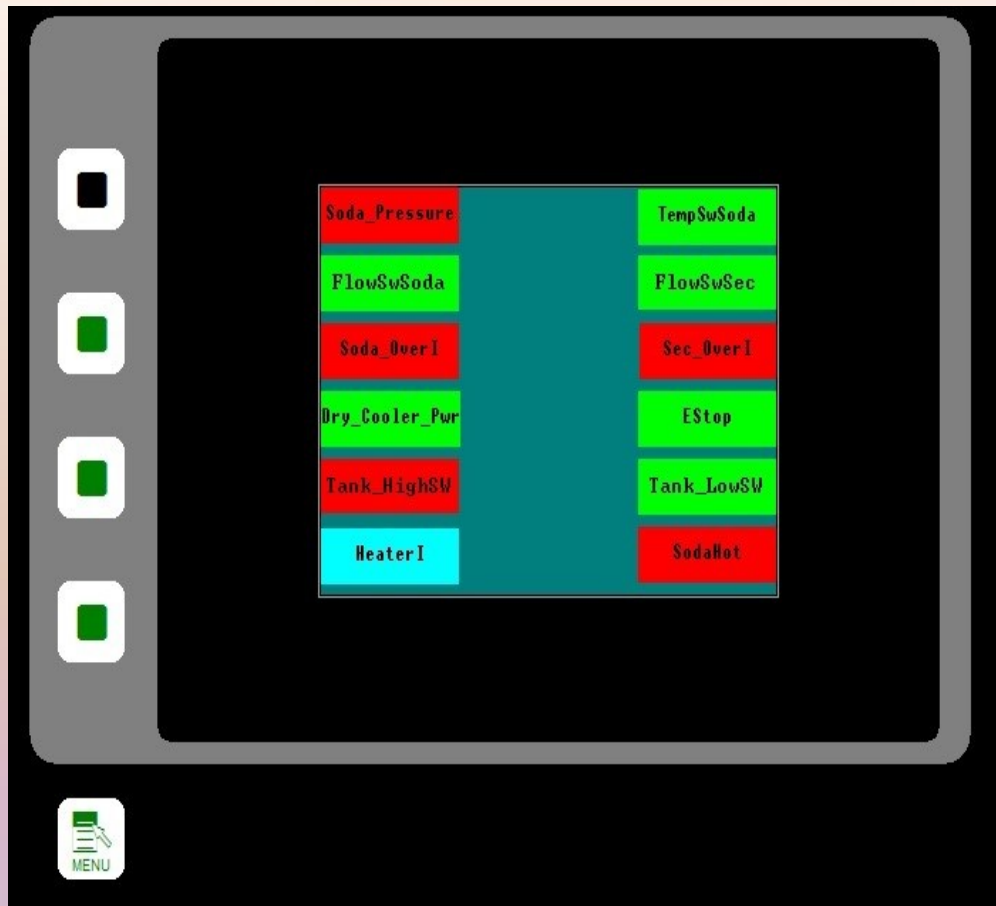 Soda_Pressure
TempSwSoda
FlowSwSoda
FlowSwSec
Soda_OverI
Sec_OverI
Dry_Cooler_Pwr
EStop
Tank_HighSW
Tank_LowSW
HeaterI
SodaHot
MENU